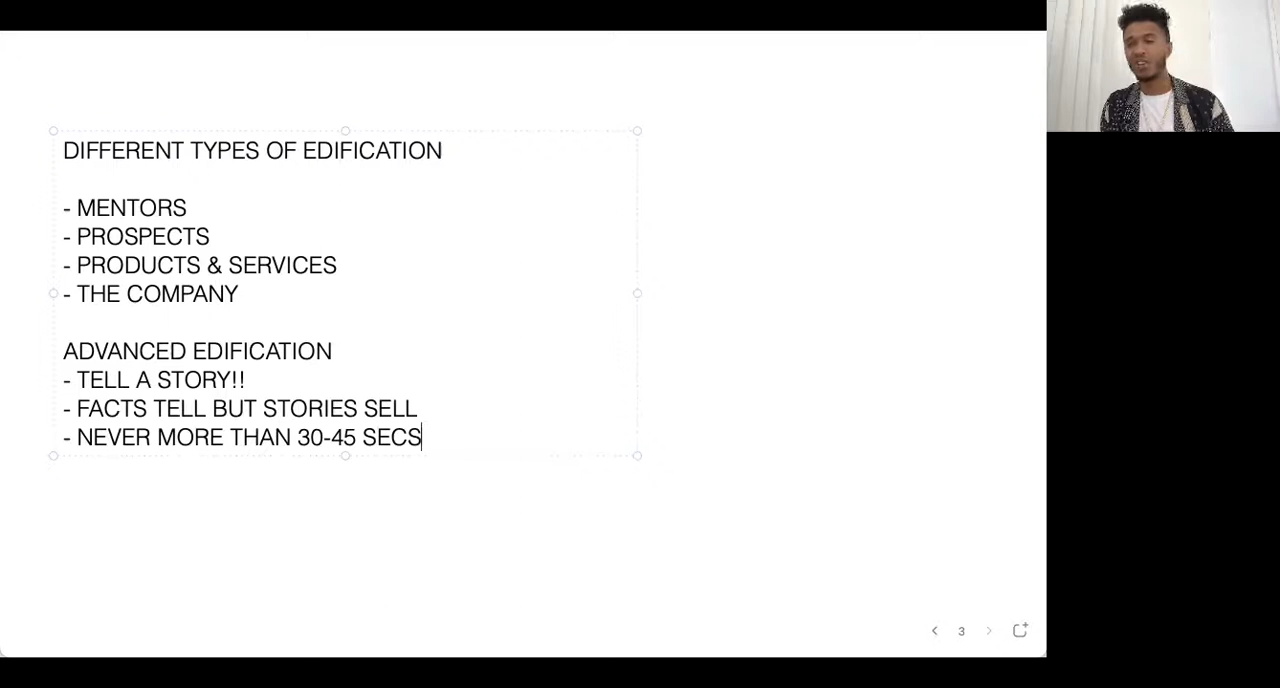 DIFFERENT TYPES OF EDIFICATION
- MENTORS
- PROSPECTS
- PRODUCTS & SERVICES
- THE COMPANY
ADVANCED EDIFICATION
- TELL A STORY!!
- FACTS TELL BUT STORIES SELL
- NEVER MORE THAN 30-45 SECS
3